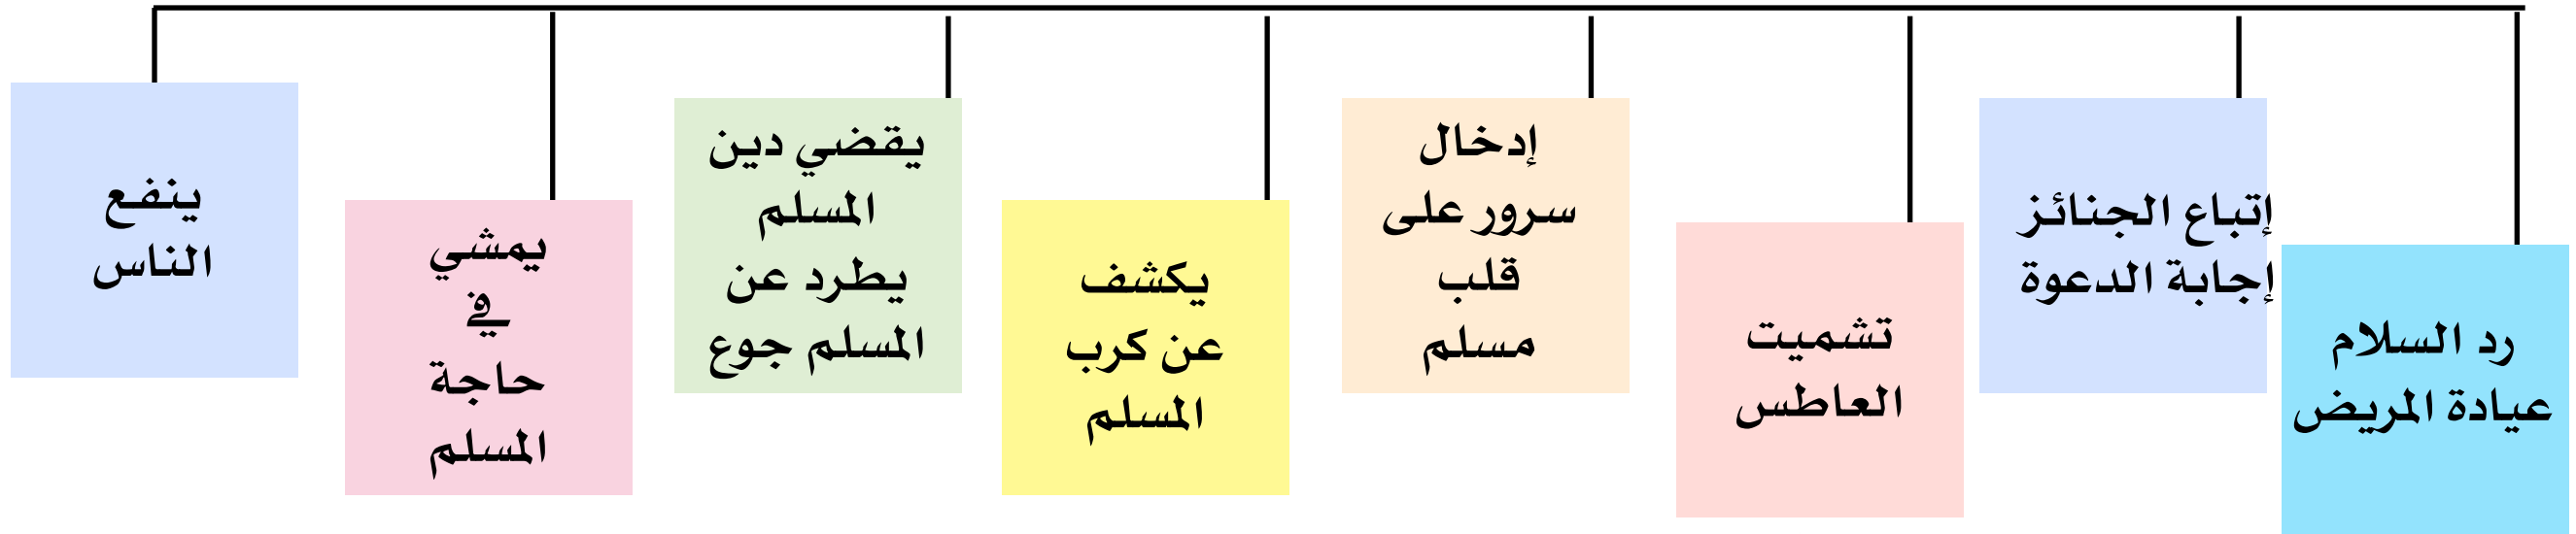 رد السلام
عيادة المريض
إتباع الجنائز
إجابة الدعوة
تشميت
العاطس
إدخال
سرور على
قلب
مسلم
يكشف
عن كرب
المسلم
يقضي دين
المسلم
يطرد عن
المسلم جوع
يمشي
في
حاجة
المسلم
ينفع
الناس